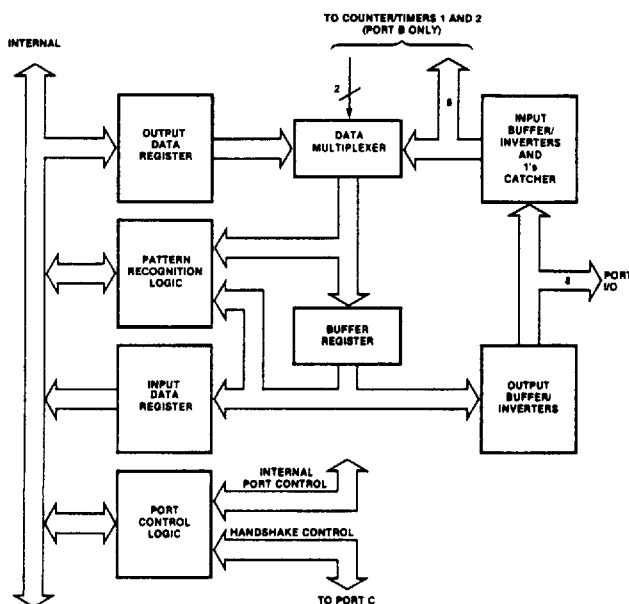 TO COUNTER/TIMERS 1 AND 2
(PORT B ONLY)
INTERNAL
2
8
OUTPUT
DATA
REGISTER
DATA
MULTIPLEXER
INPUT
BUFFER/
INVERTERS
AND
1's
CATCHER
PATTERN
RECOGNITION
LOGIC
8
PORT
I/O
BUFFER
REGISTER
INPUT
DATA
REGISTER
OUTPUT
BUFFER/
INVERTERS
PORT
CONTROL
LOGIC
INTERNAL
PORT CONTROL
HANDSHAKE CONTROL
TO PORT C